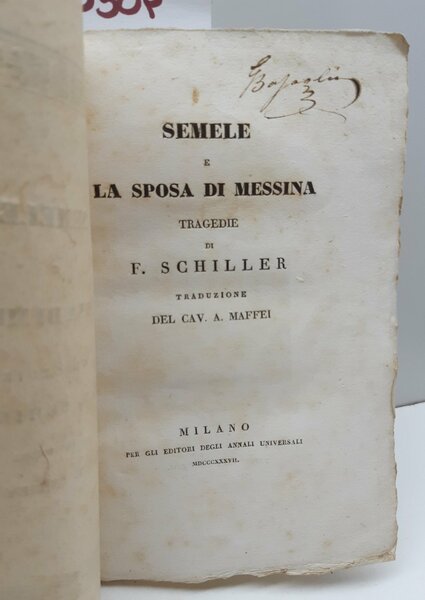 SEMELE
E
LA SPOSA DI MESSINA
TRAGEDIE
DI
F. SCHILLER
TRADUZIONE
DEL CAV. A. MAFFEI
MILANO
PER GLI EDITORI DEGLI ANNALI UNIVERSALI
MDCCCXXXVII.